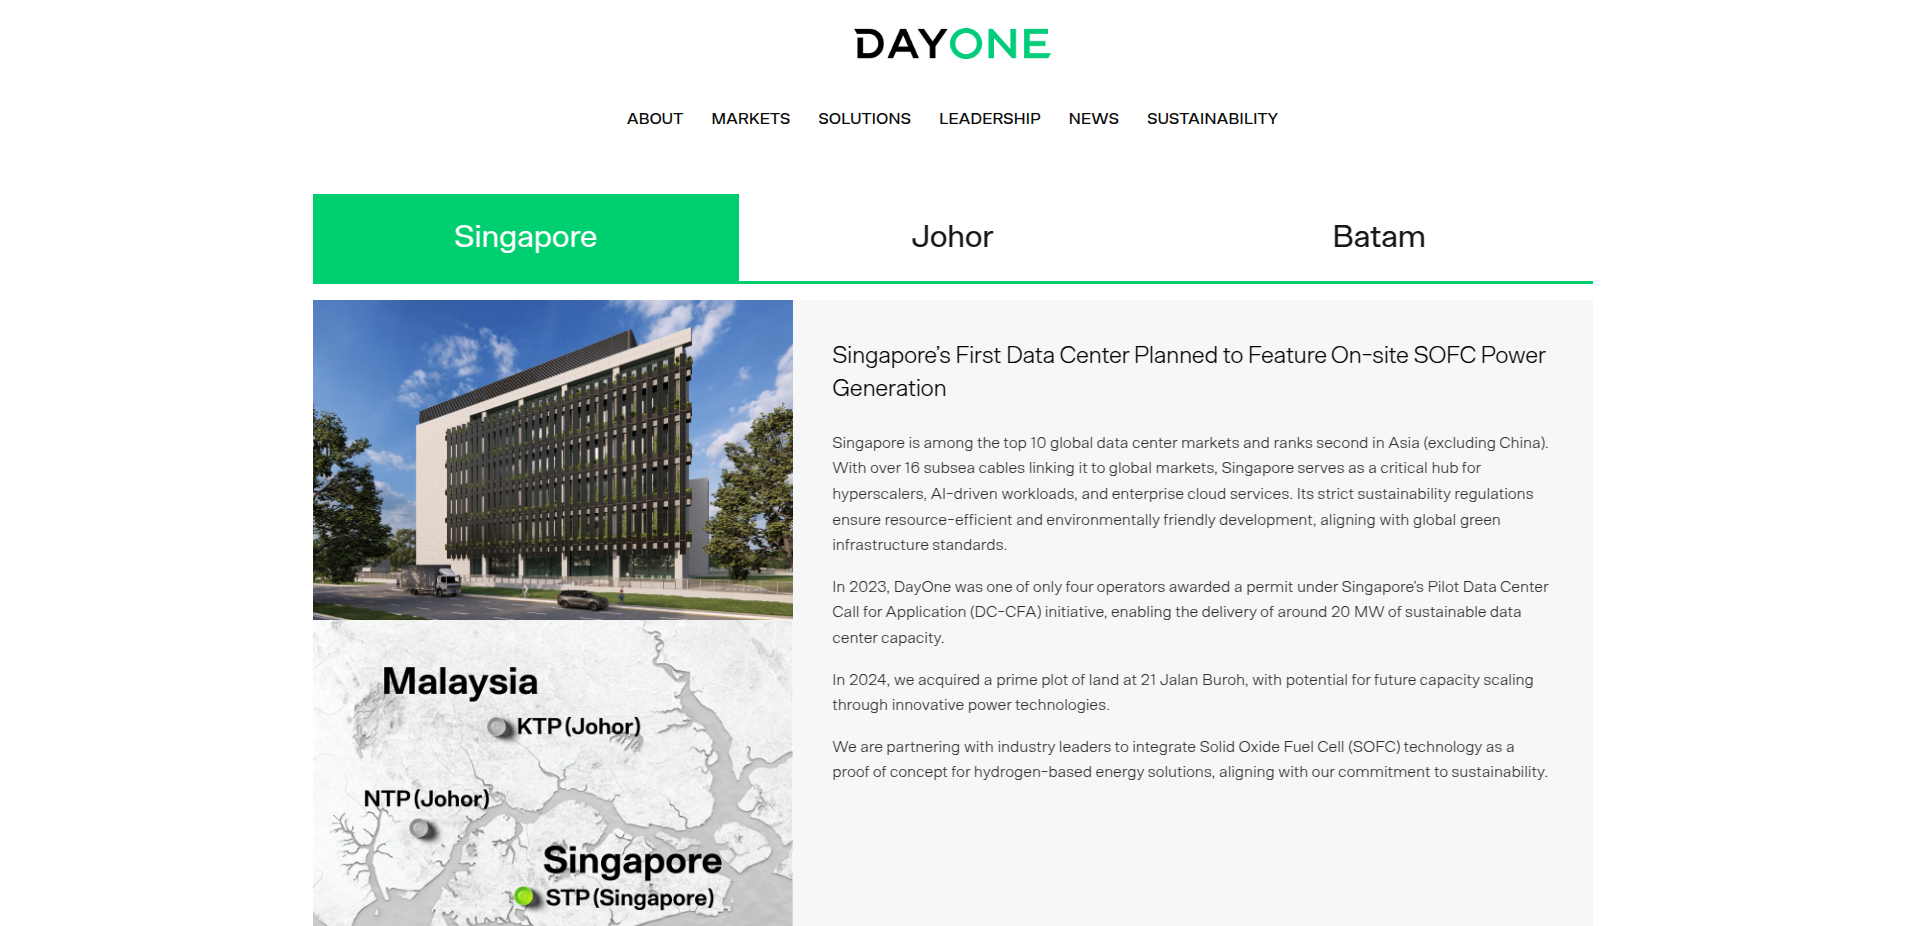 DAYONE
ABOUT MARKETS SOLUTIONS LEADERSHIP NEWS SUSTAINABILITY
Singapore Johor Batam
Singapore’s First Data Center Planned to Feature On-site SOFC Power
Generation
Singapore is among the top 10 global data center markets and ranks second in Asia (excluding China).
With over 16 subsea cables linking it to global markets, Singapore serves as a critical hub for
hyperscalers, AI-driven workloads, and enterprise cloud services. Its strict sustainability regulations
ensure resource-efficient and environmentally friendly development, aligning with global green
infrastructure standards.
In 2023, DayOne was one of only four operators awarded a permit under Singapore’s Pilot Data Center
Call for Application (DC-CFA) initiative, enabling the delivery of around 20 MW of sustainable data
center capacity.
In 2024, we acquired a prime plot of land at 21 Jalan Buroh, with potential for future capacity scaling
through innovative power technologies.
We are partnering with industry leaders to integrate Solid Oxide Fuel Cell (SOFC) technology as a
proof of concept for hydrogen-based energy solutions, aligning with our commitment to sustainability.
Malaysia
KTP (Johor)
NTP (Johor)
Singapore
STP (Singapore)